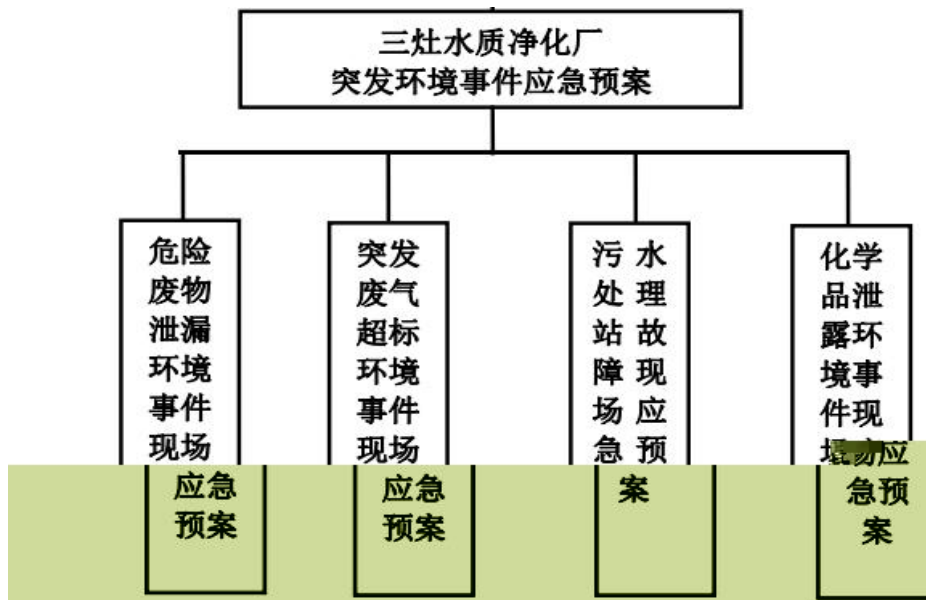 三灶水质净化厂
突发环境事件应急预案
危险
废物
泄漏
环境
事件
现场
应急
预案
突发
废气
超标
环境
事件
现场
应急
预案
污水
处理
站故
障现
场应
急预
案
化学
品泄
露环
境事
件现
应
急预
案